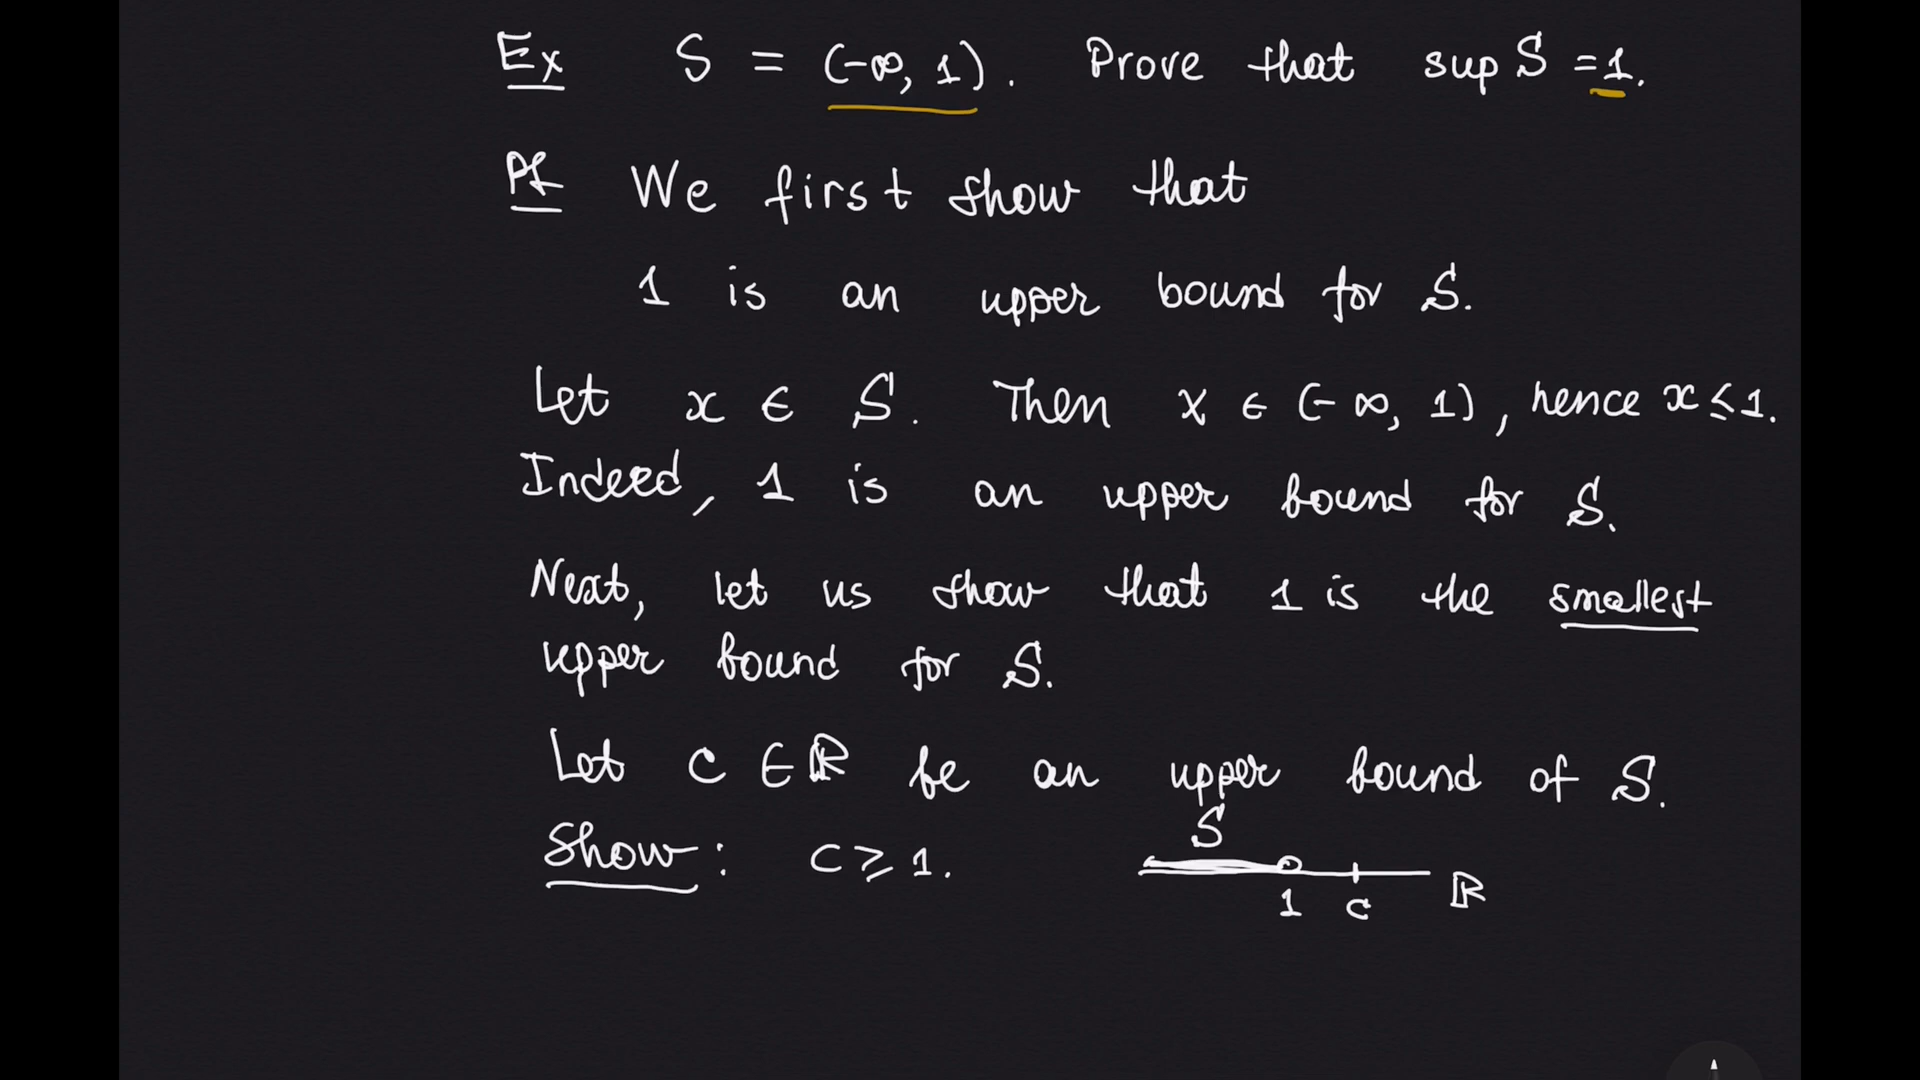 Ex S = (-∞, 1). Prove that sup S = 1.
Pf We first show that
1 is an upper bound for S.
Let x ∈ S. Then x ∈ (-∞, 1), hence x ≤ 1.
Indeed, 1 is an upper bound for S.
Next, let us show that 1 is the smallest
upper bound for S.
Let c ∈ ℝ be an upper bound of S.
Show: c ≥ 1.
S
1 c ℝ